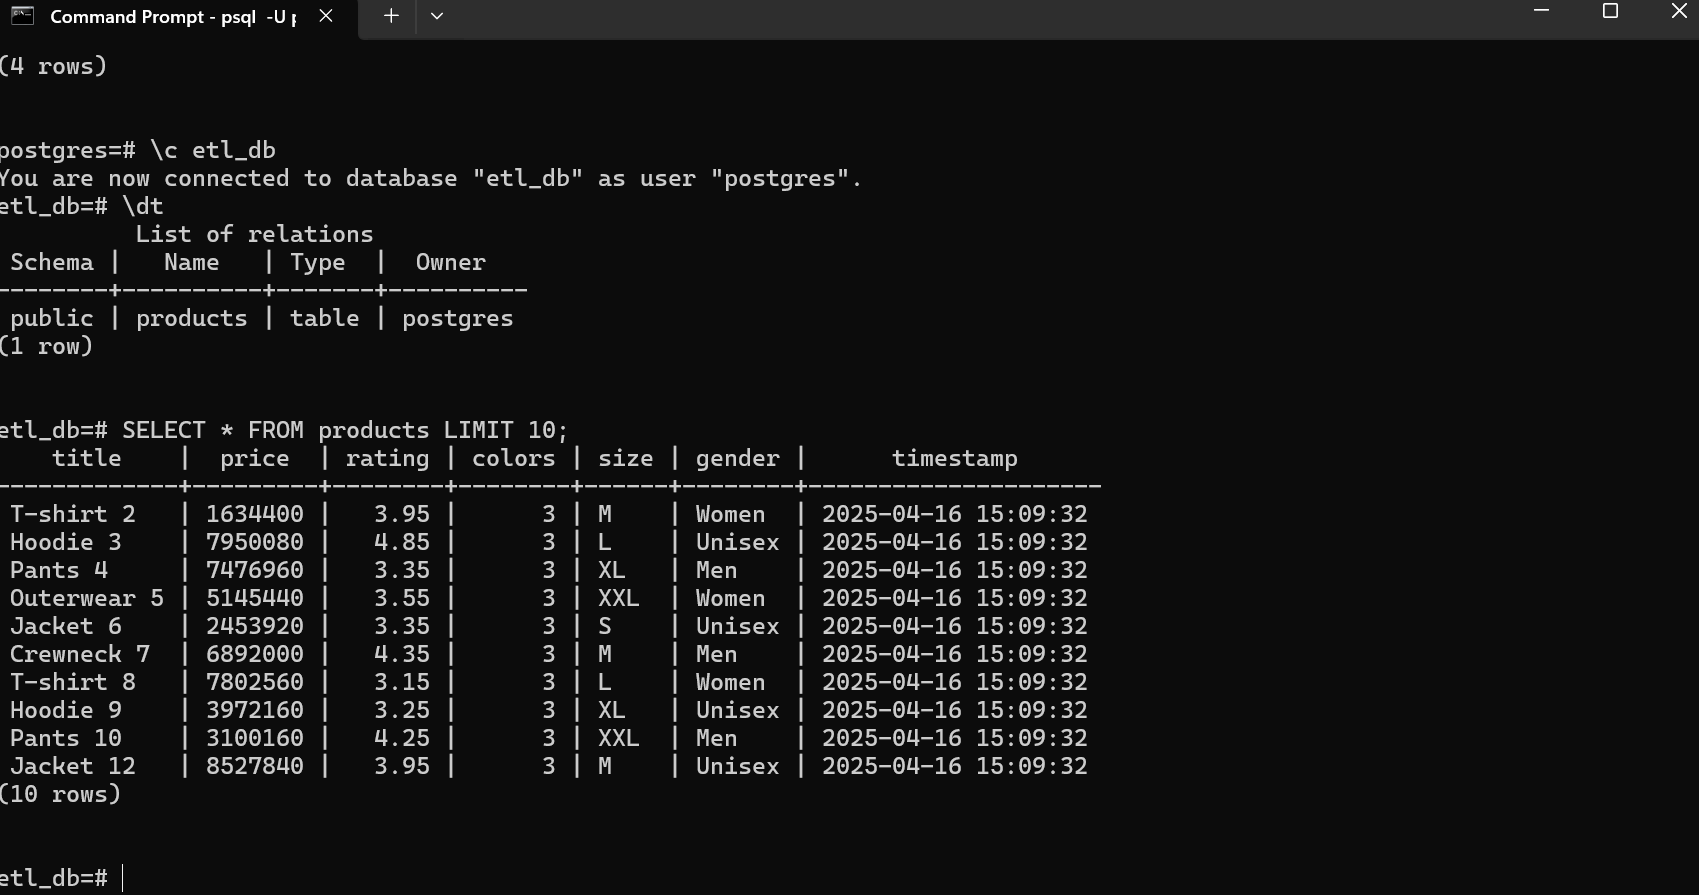 Command Prompt - psql  -U p
(4 rows)
postgres=# \c etl_db
You are now connected to database "etl_db" as user "postgres".
etl_db=# \dt
          List of relations
 Schema |   Name   | Type  |  Owner
--------+----------+-------+----------
 public | products | table | postgres
(1 row)
etl_db=# SELECT * FROM products LIMIT 10;
    title    |  price  | rating | colors | size | gender |      timestamp
-------------+---------+--------+--------+------+--------+---------------------
 T-shirt 2   | 1634400 |   3.95 |      3 | M    | Women  | 2025-04-16 15:09:32
 Hoodie 3    | 7950080 |   4.85 |      3 | L    | Unisex | 2025-04-16 15:09:32
 Pants 4     | 7476960 |   3.35 |      3 | XL   | Men    | 2025-04-16 15:09:32
 Outerwear 5 | 5145440 |   3.55 |      3 | XXL  | Women  | 2025-04-16 15:09:32
 Jacket 6    | 2453920 |   3.35 |      3 | S    | Unisex | 2025-04-16 15:09:32
 Crewneck 7  | 6892000 |   4.35 |      3 | M    | Men    | 2025-04-16 15:09:32
 T-shirt 8   | 7802560 |   3.15 |      3 | L    | Women  | 2025-04-16 15:09:32
 Hoodie 9    | 3972160 |   3.25 |      3 | XL   | Unisex | 2025-04-16 15:09:32
 Pants 10    | 3100160 |   4.25 |      3 | XXL  | Men    | 2025-04-16 15:09:32
 Jacket 12   | 8527840 |   3.95 |      3 | M    | Unisex | 2025-04-16 15:09:32
(10 rows)
etl_db=#